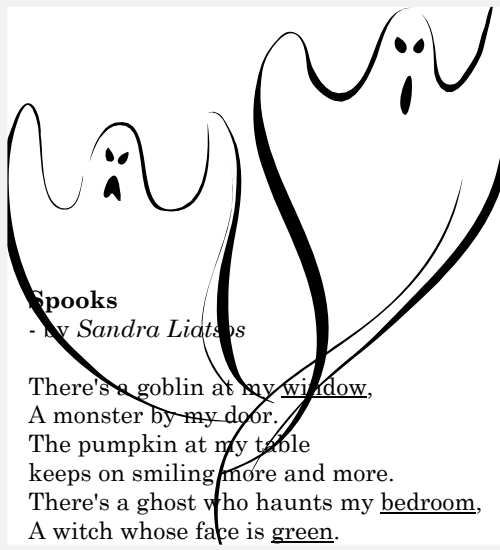 Spooks
- by Sandra Liatsos
There's a goblin at my window,
A monster by my door.
The pumpkin at my table
keeps on smiling more and more.
There's a ghost who haunts my bedroom,
A witch whose face is green.